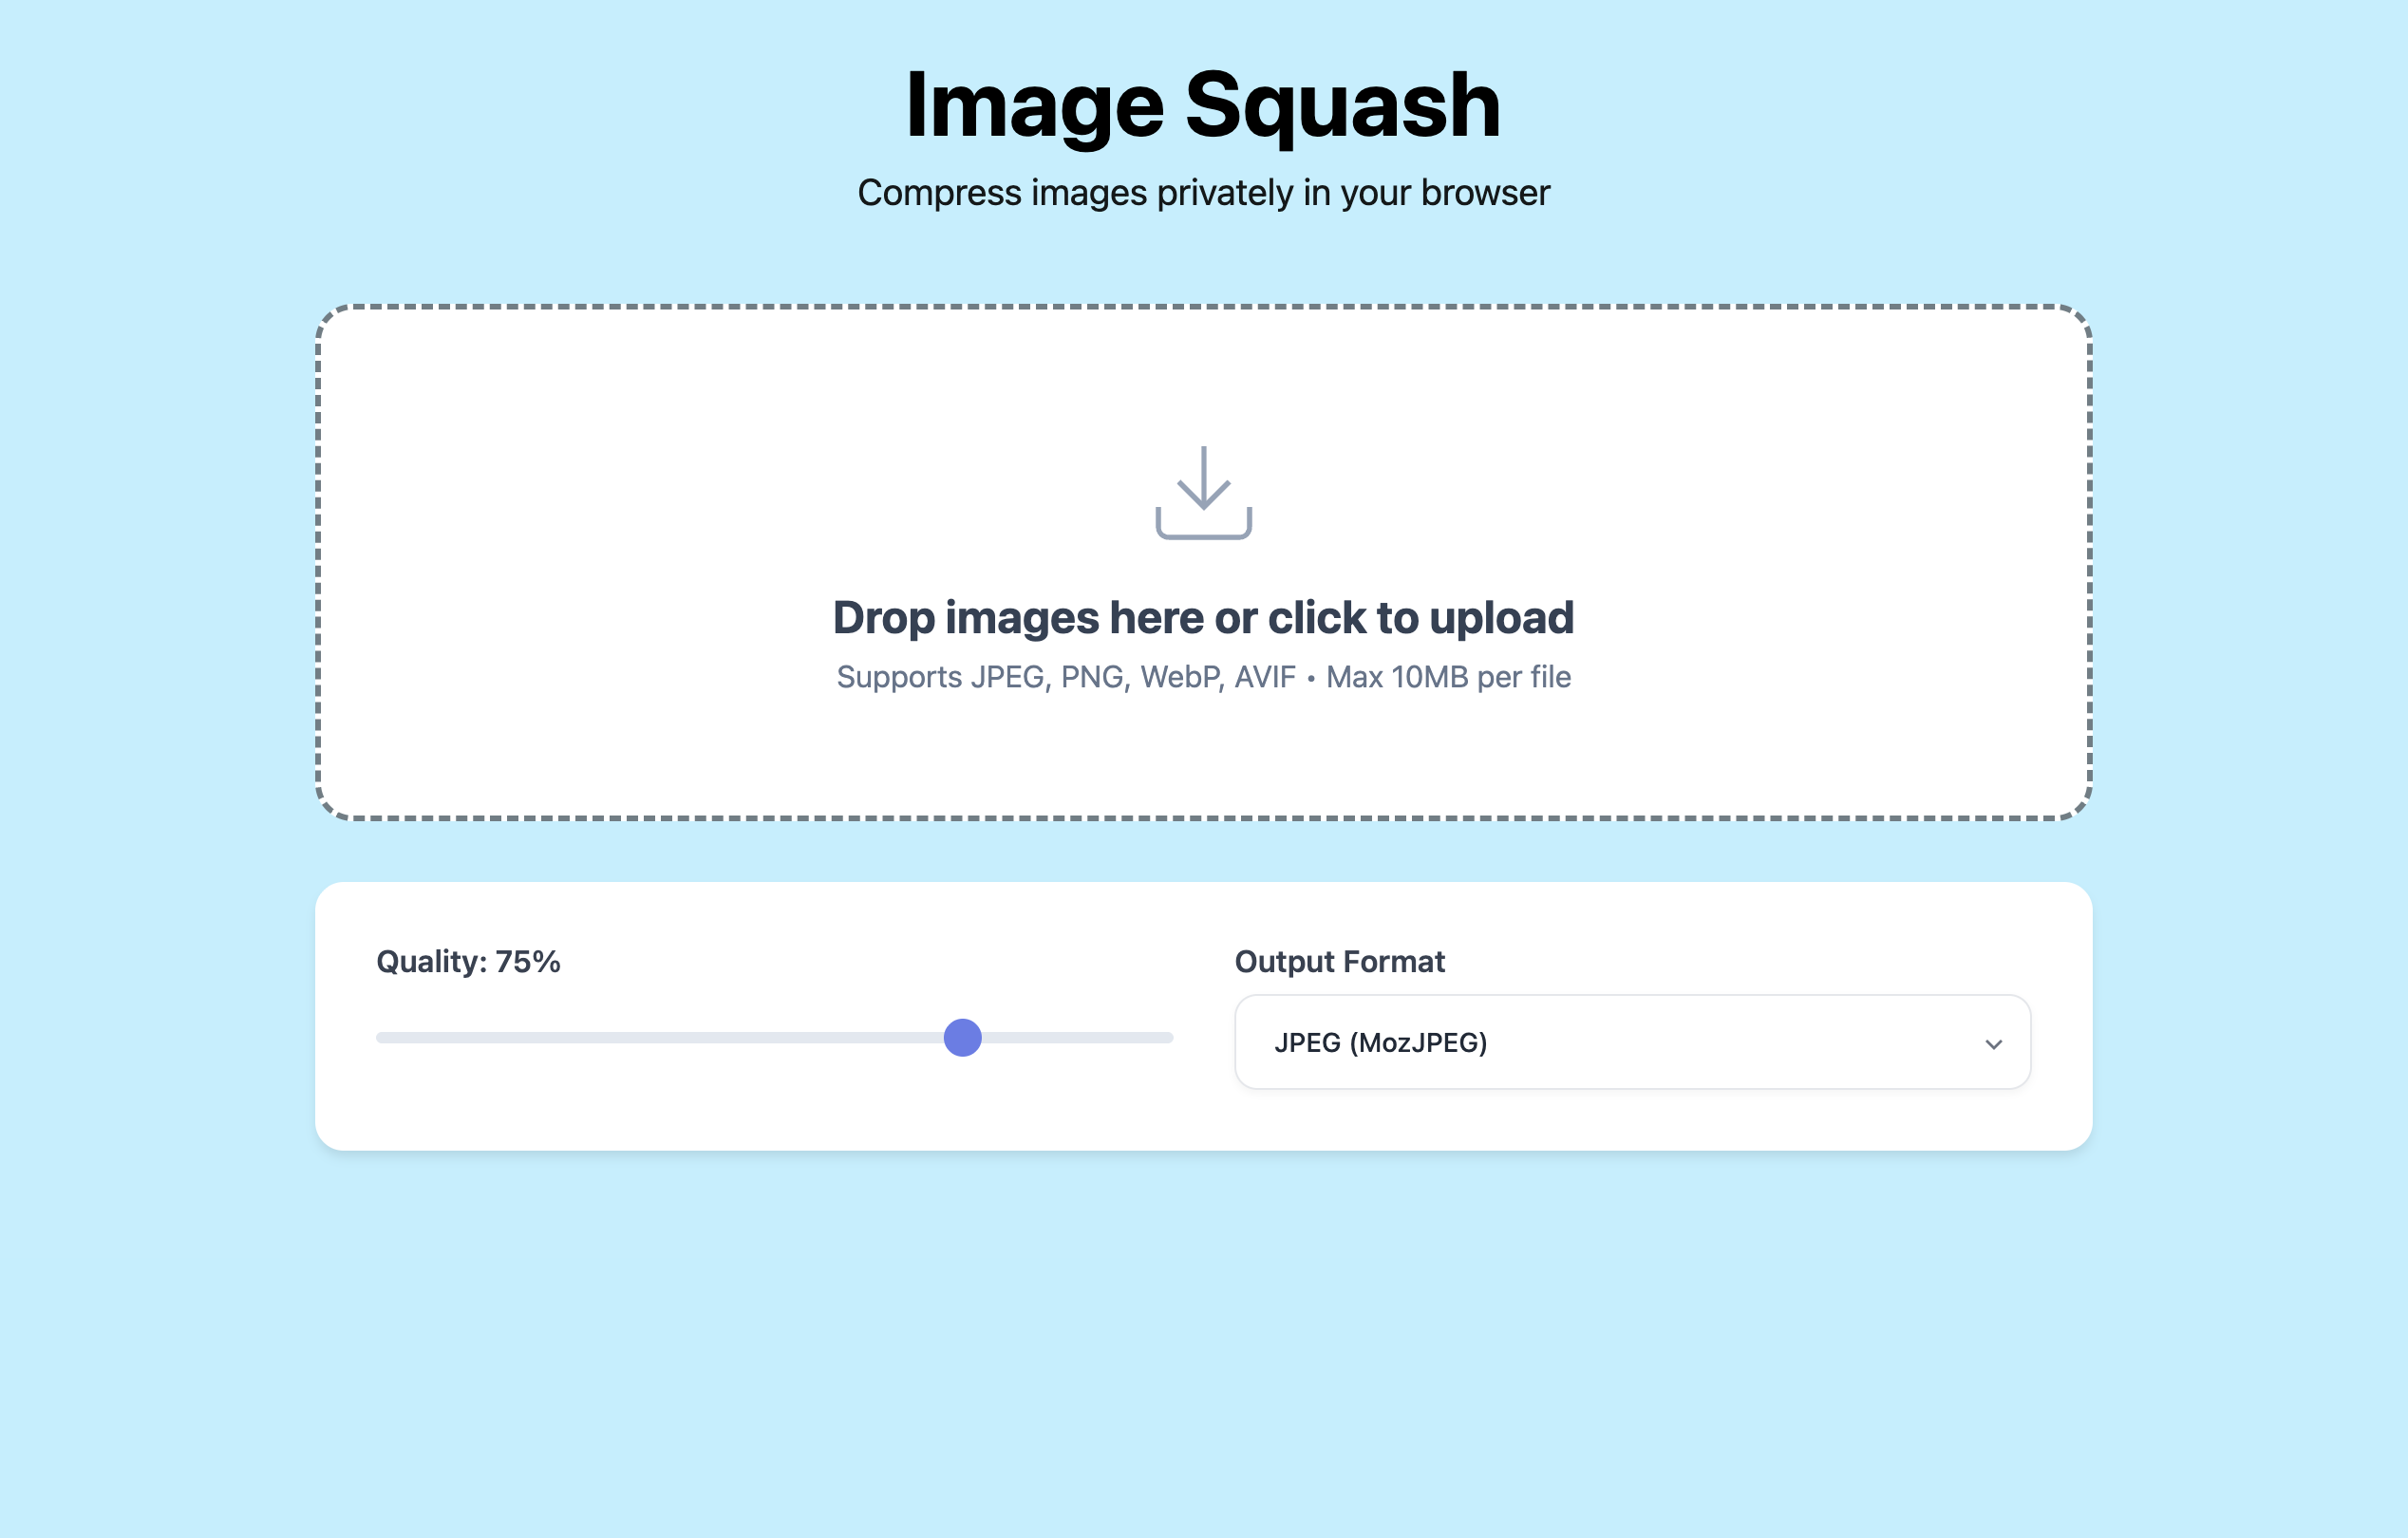 Image Squash
Compress images privately in your browser
Drop images here or click to upload
Supports JPEG, PNG, WebP, AVIF • Max 10MB per file
Quality: 75%
Output Format
JPEG (MozJPEG)